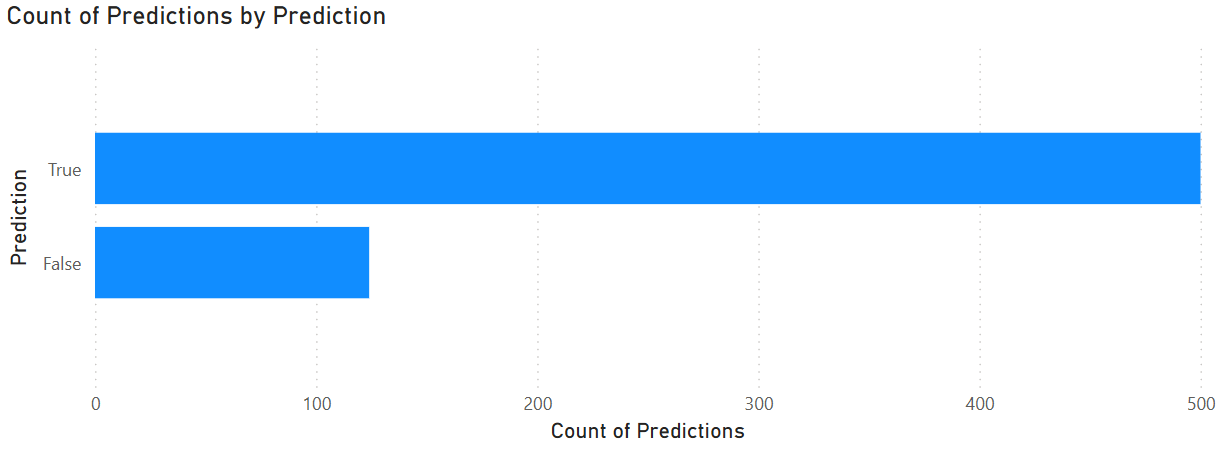 Count of Predictions by Prediction
Prediction
True
False
0 100 200 300 400 500
Count of Predictions